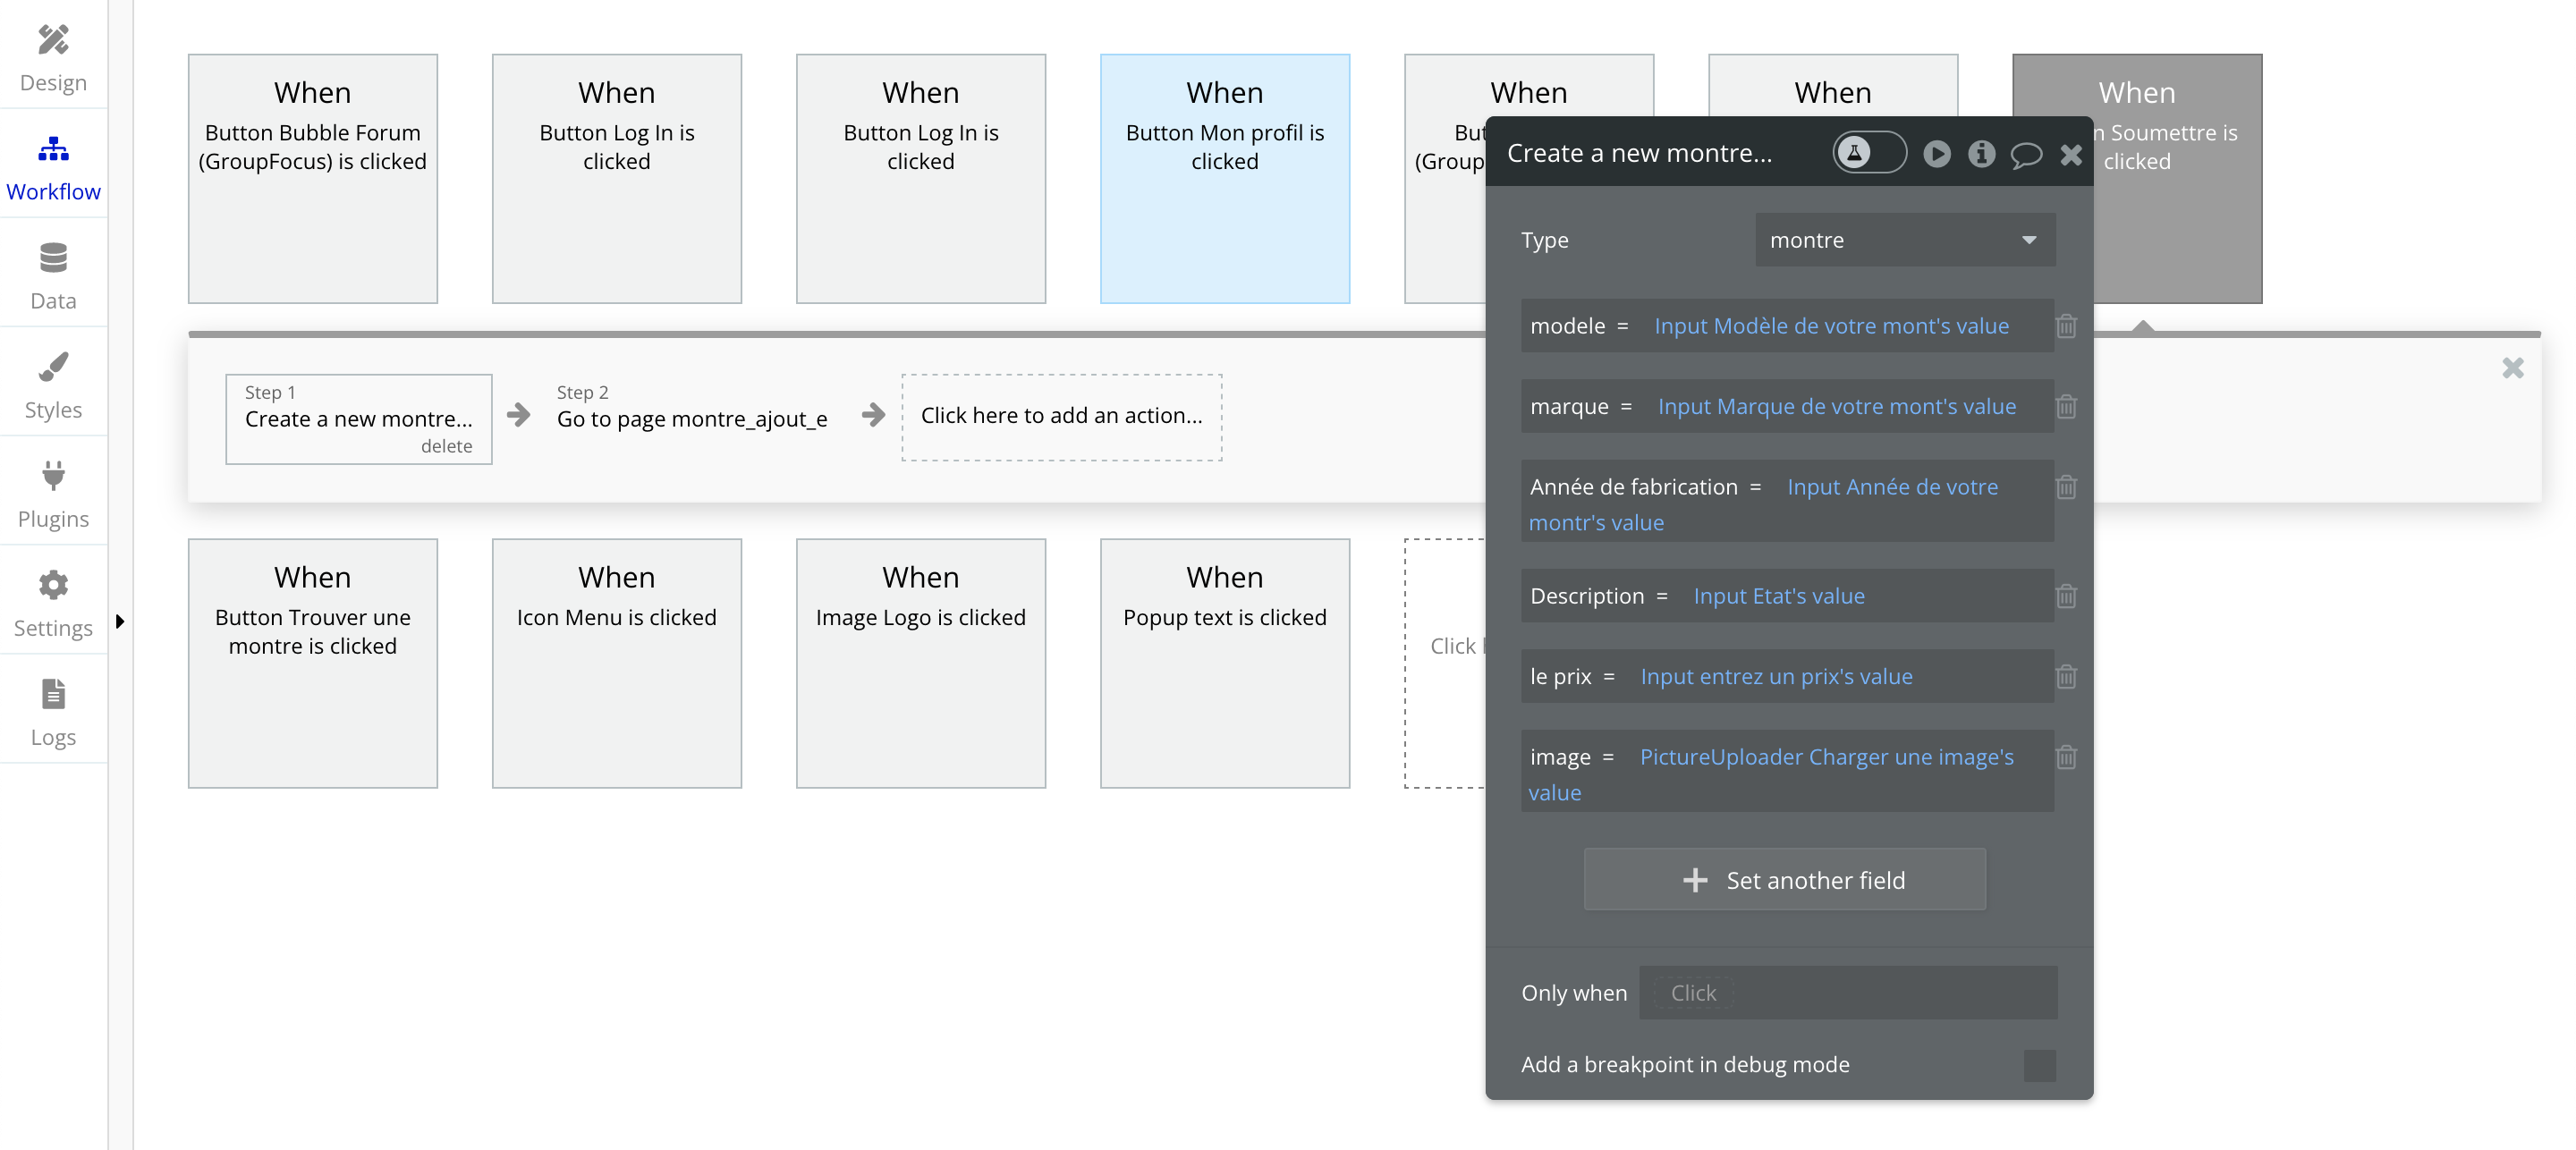 Design
Workflow
Data
Styles
Plugins
Settings
Logs
When
Button Bubble Forum
(GroupFocus) is clicked
When
Button Log In is
clicked
When
Button Log In is
clicked
When
Button Mon profil is
clicked
When
(Group
When
When
Soumettre is
clicked
Step 1
Create a new montre...
delete
Step 2
Go to page montre_ajout_e
Click here to add an action...
When
Button Trouver une
montre is clicked
When
Icon Menu is clicked
When
Image Logo is clicked
When
Popup text is clicked
Click
Create a new montre...
Type
montre
modele = Input Modèle de votre mont's value
marque = Input Marque de votre mont's value
Année de fabrication = Input Année de votre
montr's value
Description = Input Etat's value
le prix = Input entrez un prix's value
image = PictureUploader Charger une image's
value
Set another field
Only when
Click
Add a breakpoint in debug mode